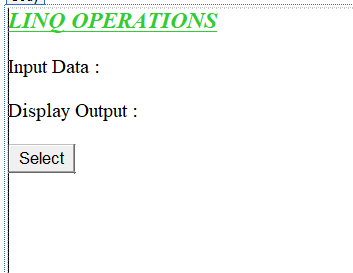 LINQ OPERATIONS
Input Data :
Display Output :
Select